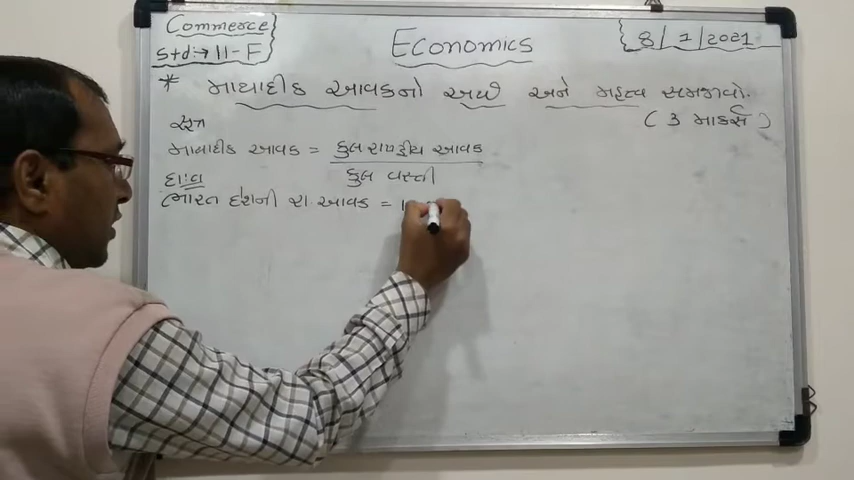 Commerce
Std:→ 11-F
Economics
8/1/2021
* માથાદીઠ આવકનો અર્થ અને મહત્વ સમજાવો.
(3 માર્કસ)
સૂત્ર
માથાદીઠ આવક = કુલ રાષ્ટ્રીય આવક
કુલ વસ્તી
દા.ત
ભારત દેશની રા. આવક = 1